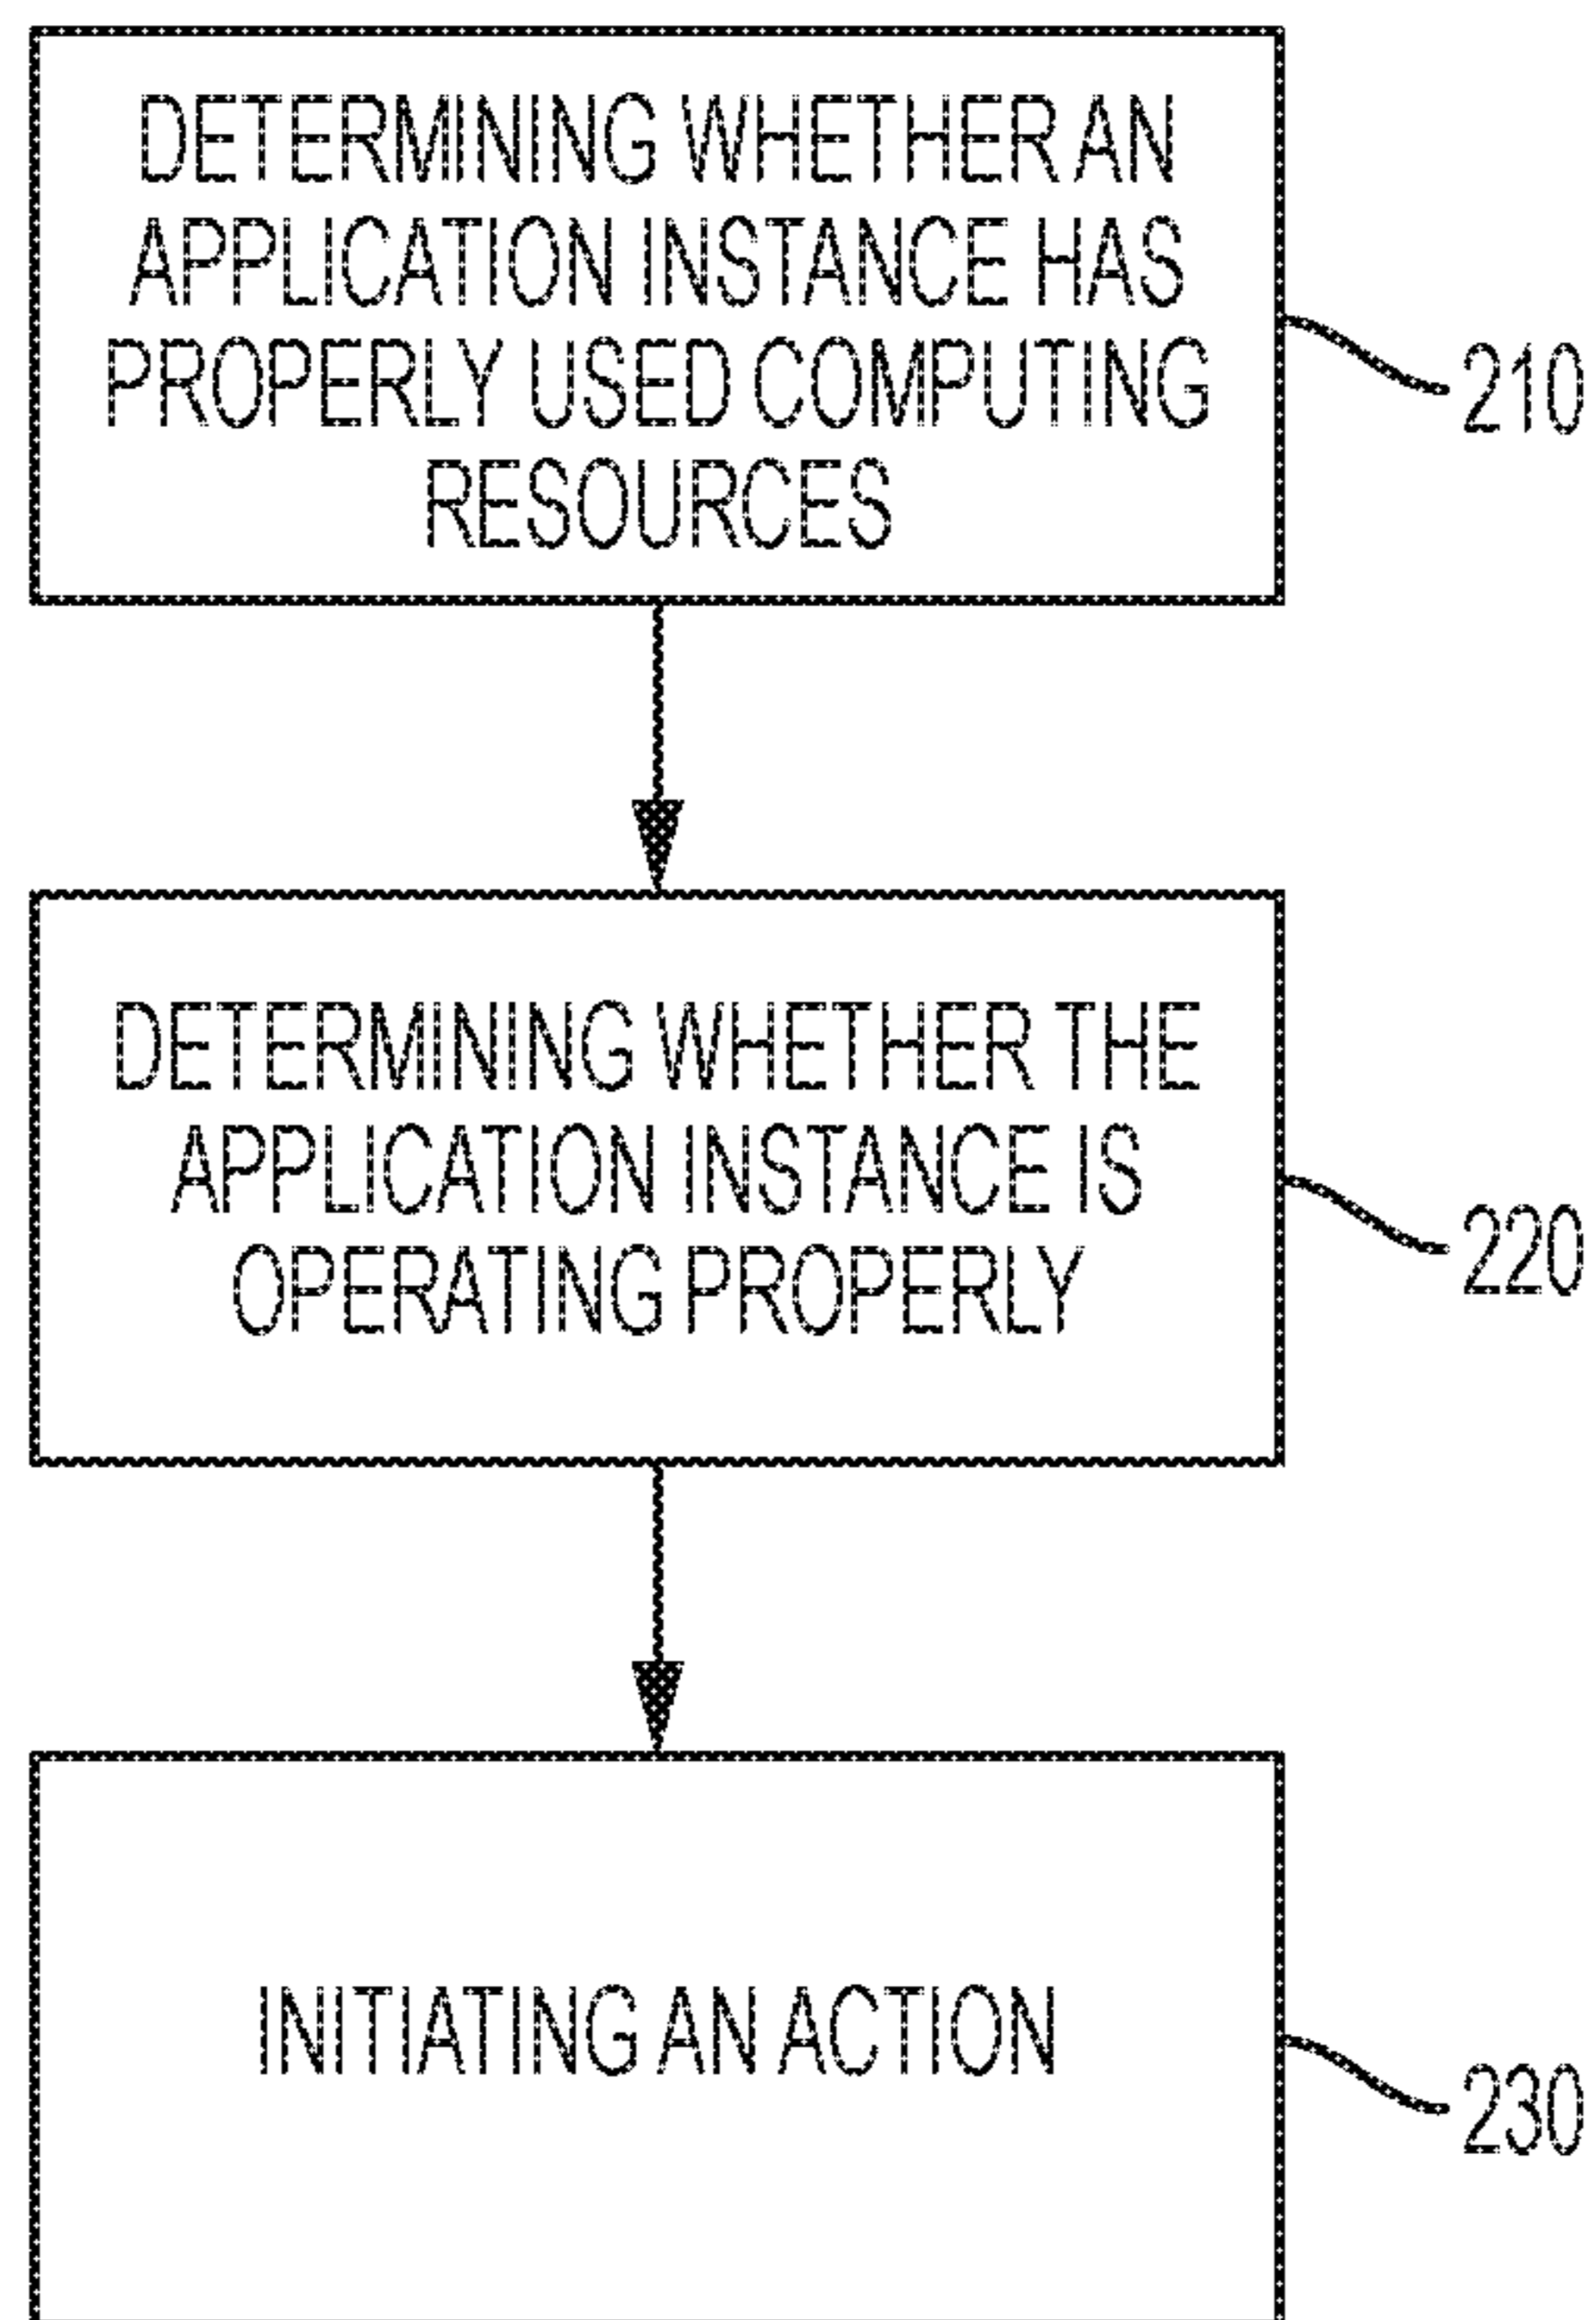 DETERMINING WHETHER AN
APPLICATION INSTANCE HAS
PROPERLY USED COMPUTING
RESOURCES
210
DETERMINING WHETHER THE
APPLICATION INSTANCE IS
OPERATING PROPERLY
220
INITIATING AN ACTION
230